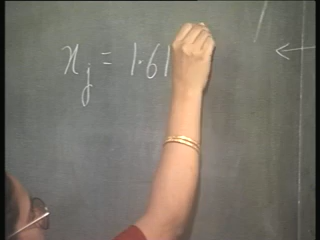 x_j = 1.61